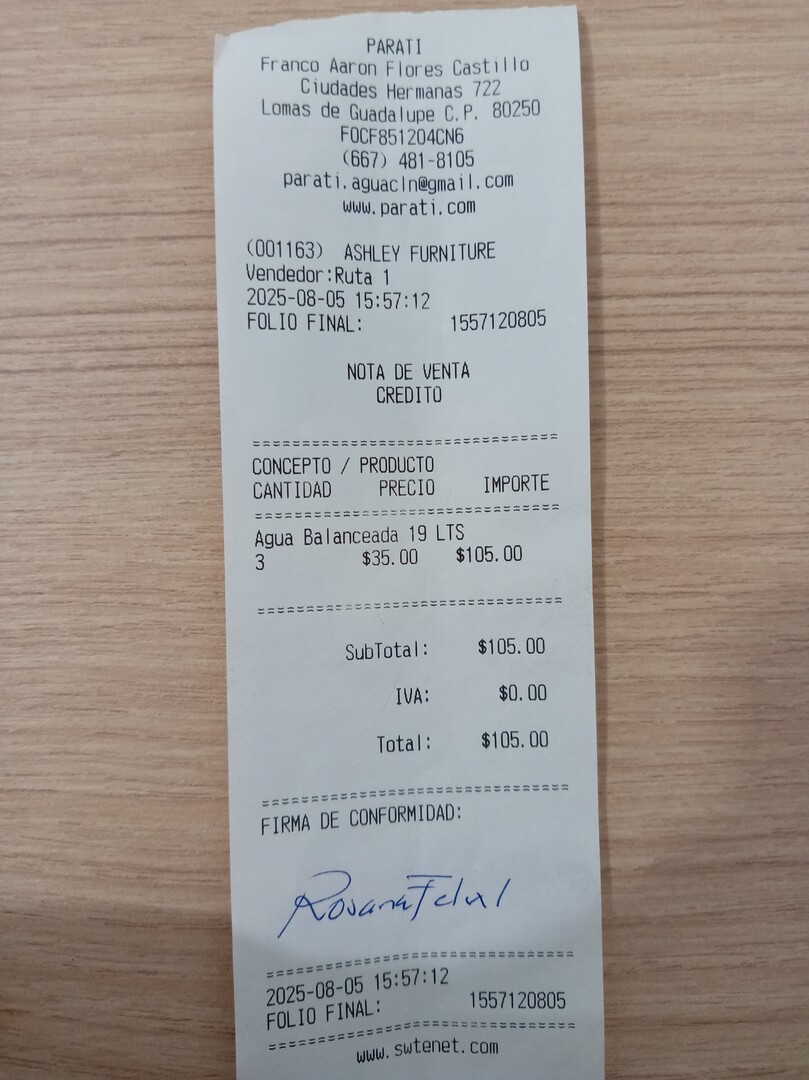 PARATI
Franco Aaron Flores Castillo
Ciudades Hermanas 722
Lomas de Guadalupe C.P. 80250
FOCF851204CN6
(667) 481-8105
parati.aguacln@gmail.com
www.parati.com
(001163) ASHLEY FURNITURE
Vendedor:Ruta 1
2025-08-05 15:57:12
FOLIO FINAL: 1557120805
NOTA DE VENTA
CREDITO
CONCEPTO / PRODUCTO
CANTIDAD PRECIO IMPORTE
Agua Balanceada 19 LTS
3 $35.00 $105.00
SubTotal: $105.00
IVA: $0.00
Total: $105.00
FIRMA DE CONFORMIDAD:
2025-08-05 15:57:12
FOLIO FINAL: 1557120805
www.swtenet.com